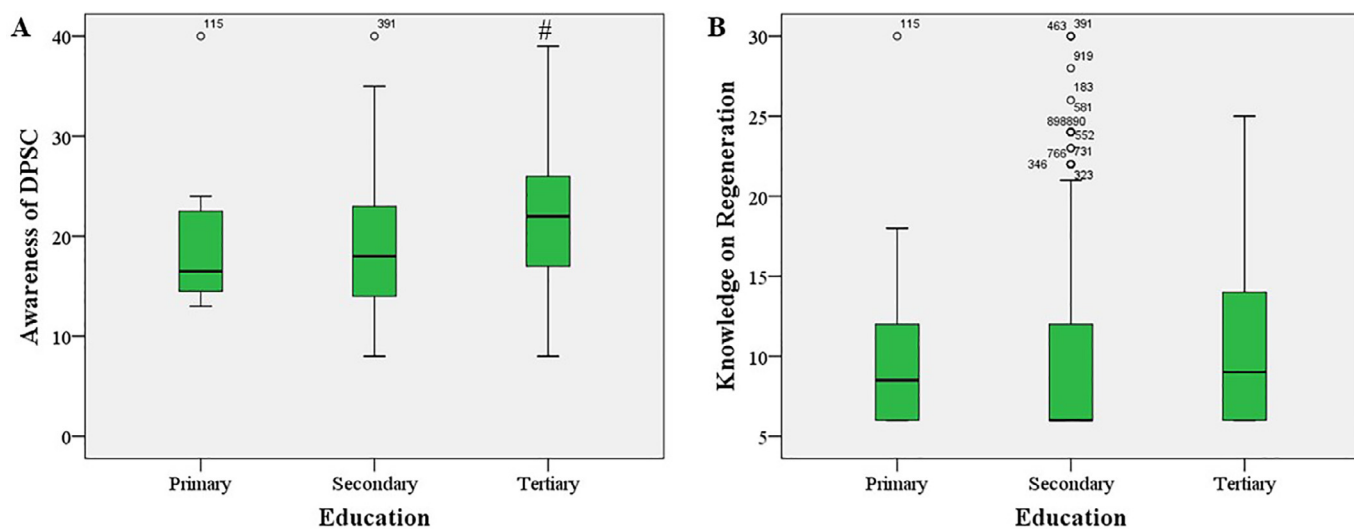 A
115
391
#
40
30
20
10
0
Awareness of DPSC
Primary
Secondary
Tertiary
Education
B
115
463 391
919
183
581
898890
552
766 731
346
323
30
25
20
15
10
5
Knowledge on Regeneration
Primary
Secondary
Tertiary
Education